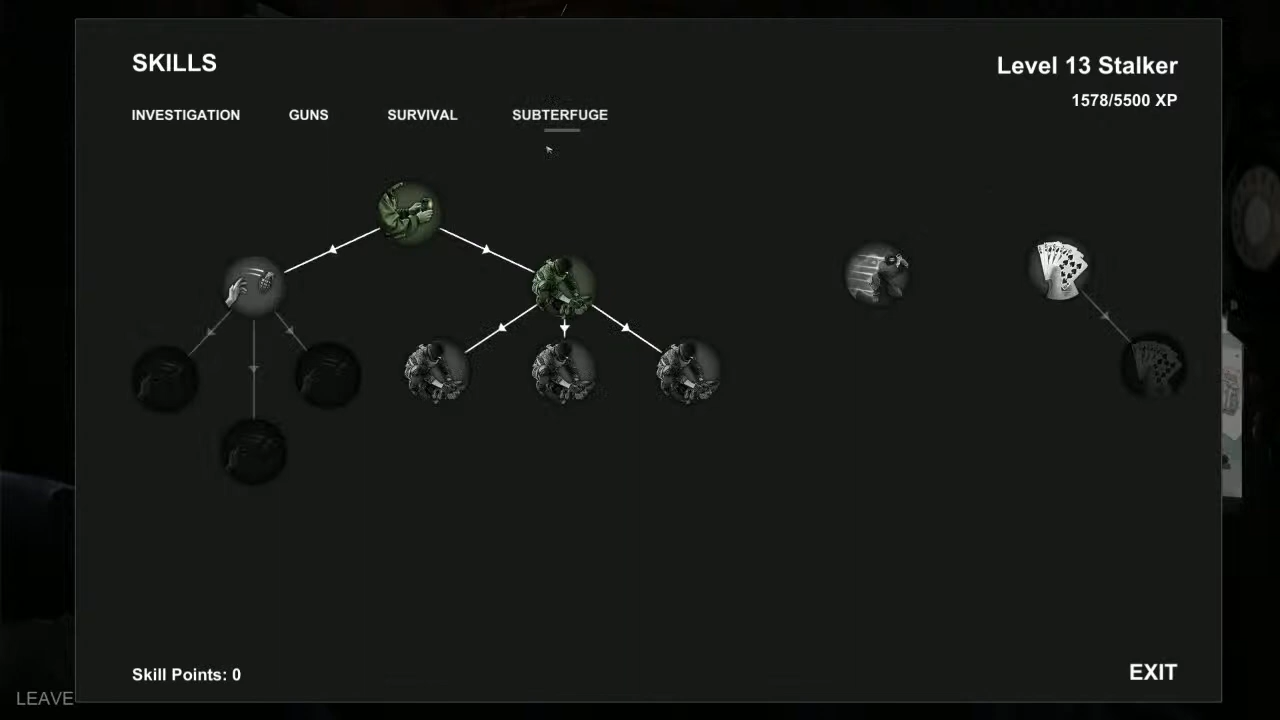 SKILLS
Level 13 Stalker
1578/5500 XP
INVESTIGATION GUNS SURVIVAL SUBTERFUGE
Skill Points: 0
EXIT
LEAVE